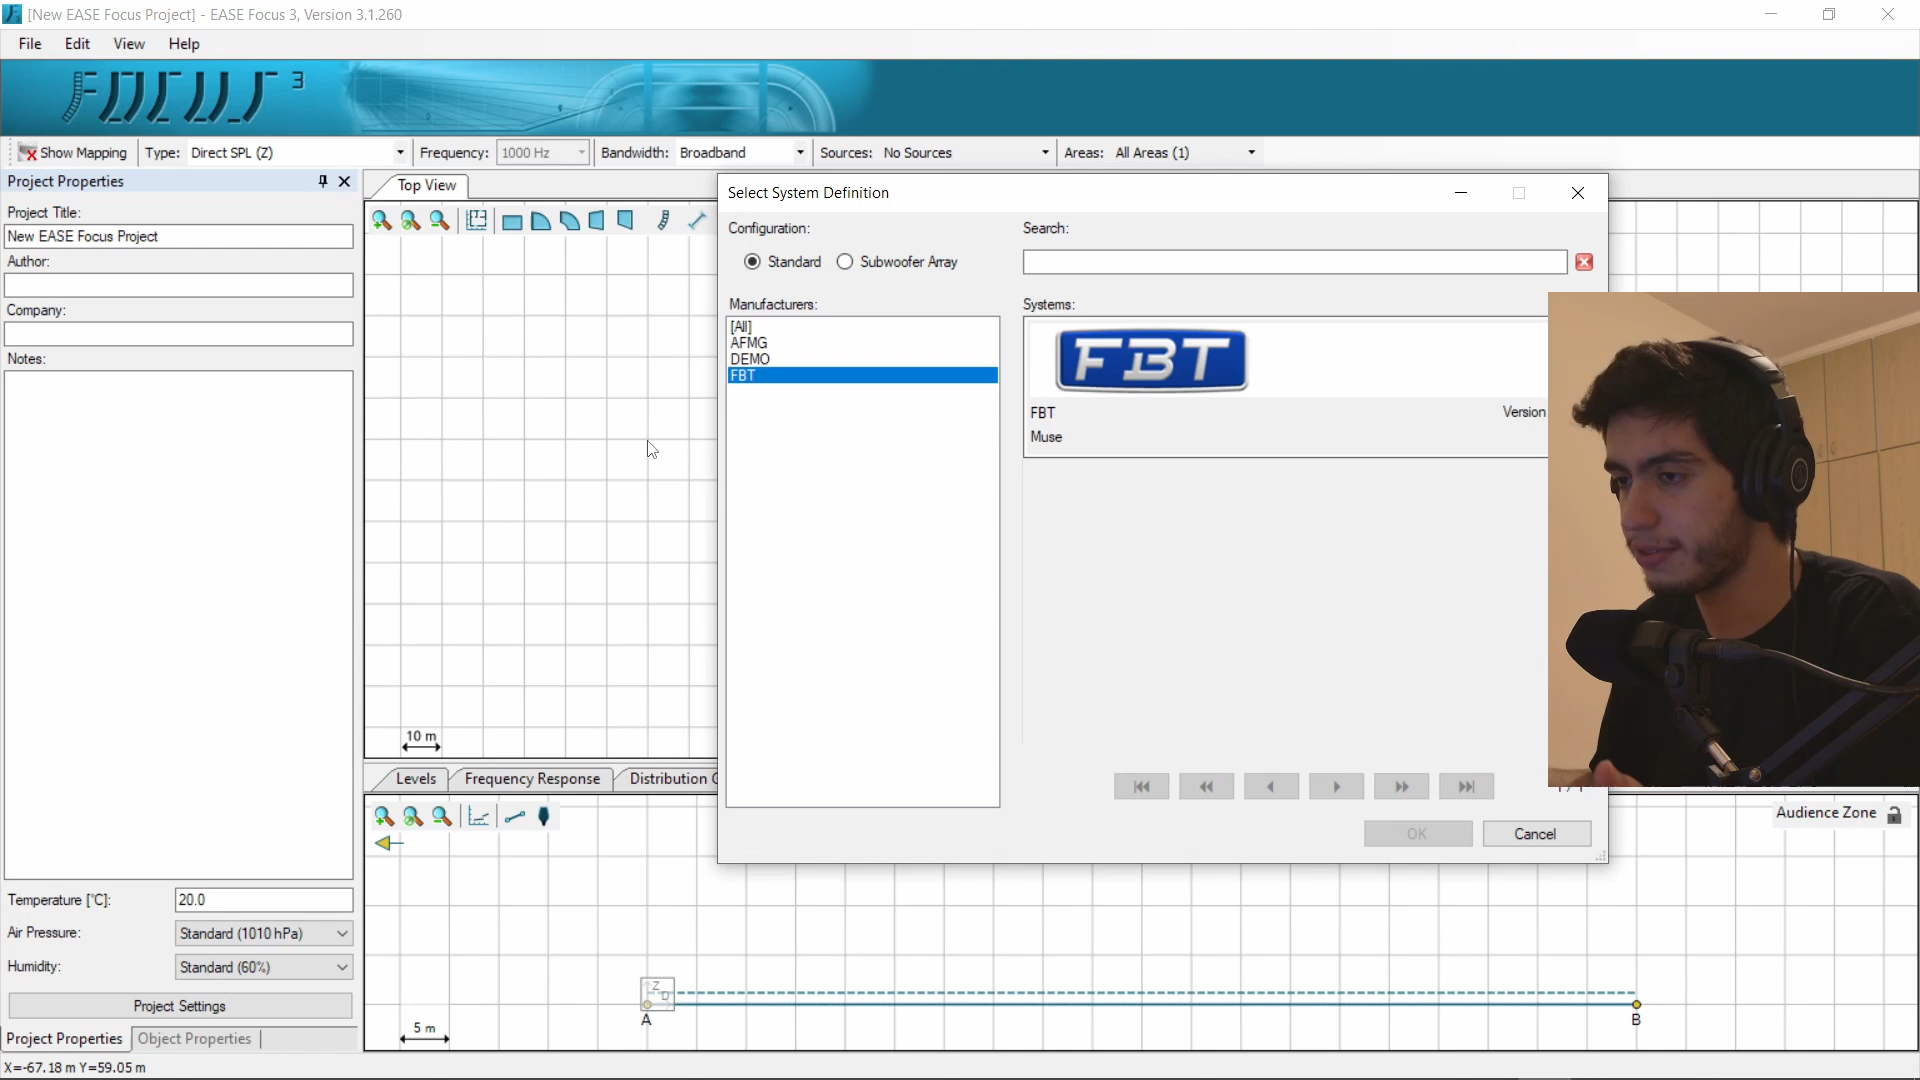 [New EASE Focus Project] - EASE Focus 3, Version 3.1.260
File Edit View Help
FOCUS 3
Show Mapping Type: Direct SPL (Z) Frequency: 1000 Hz Bandwidth: Broadband Sources: No Sources Areas: All Areas (1)
Project Properties
Project Title:
New EASE Focus Project
Author:
Company:
Notes:
Temperature [°C]: 20.0
Air Pressure: Standard (1010 hPa)
Humidity: Standard (60%)
Project Settings
Project Properties Object Properties
X=-67.18 m Y=59.05 m
Top View
10 m
Select System Definition
Configuration:
Standard Subwoofer Array
Search:
Manufacturers:
[All]
AFMG
DEMO
FBT
Systems:
FBT
FBT Version
Muse
OK Cancel
Levels Frequency Response Distribution
Audience Zone
Z
D
A
B
5 m